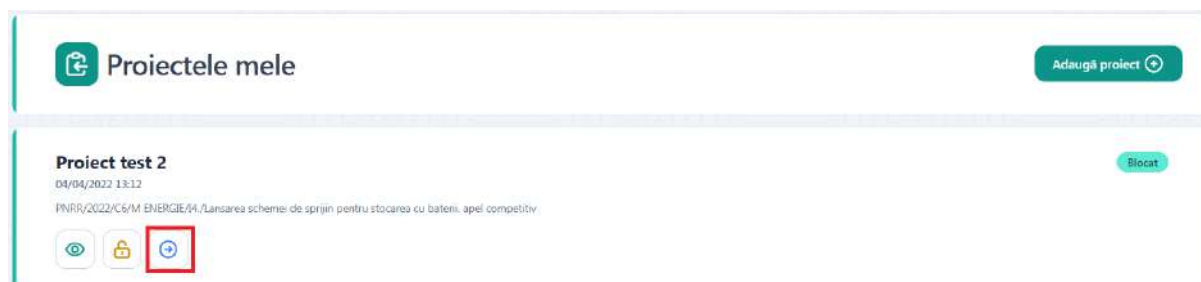 Proiectele mele
Adaugă proiect
Proiect test 2
Blocat
04/04/2022 13:12
PNRR/2022/C6/M ENERGIE/I4./Lansarea schemei de sprijin pentru stocarea cu baterii. apel competitiv